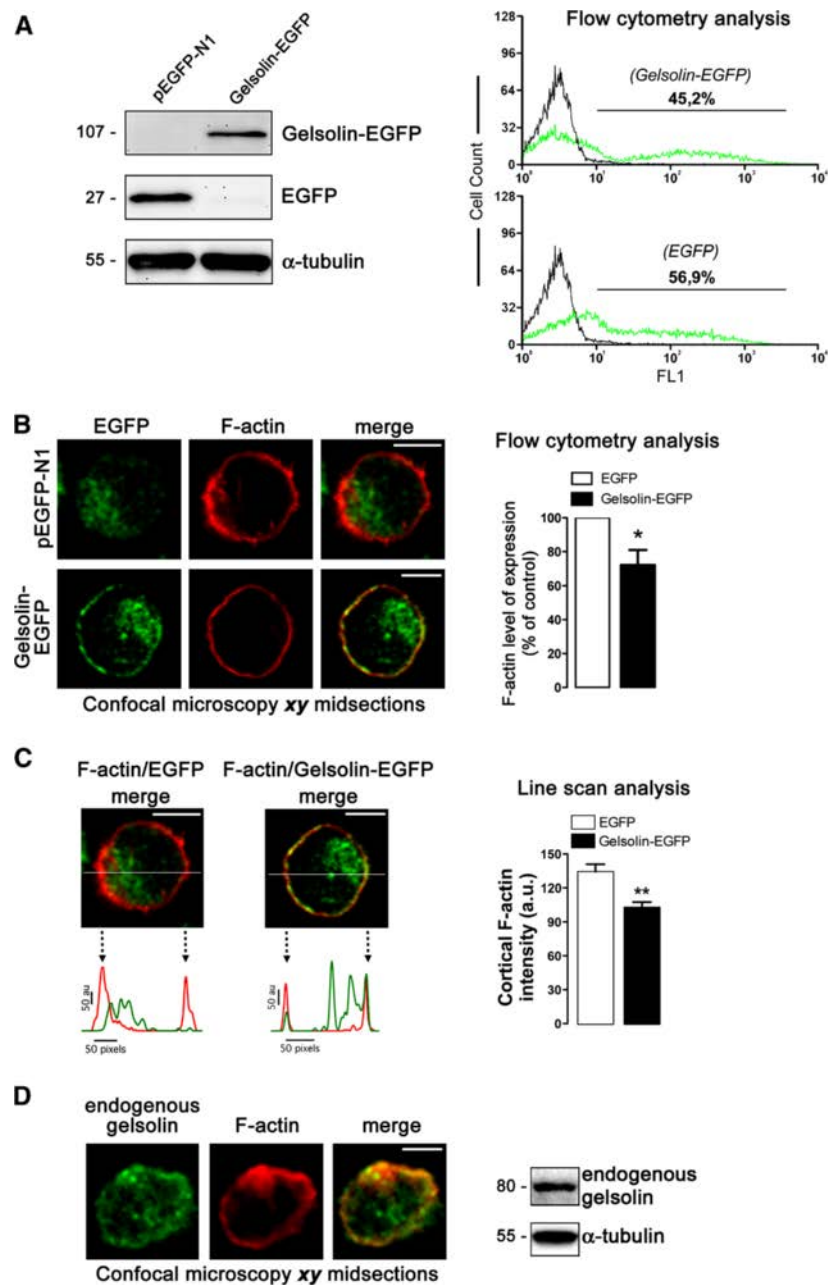 A
pEGFP-N1
Gelsolin-EGFP
107 -
Gelsolin-EGFP
27 -
EGFP
55 -
α-tubulin
Flow cytometry analysis
Cell Count
128
96
64
32
0
(Gelsolin-EGFP)
45,2%
10⁰ 10¹ 10² 10³ 10⁴
128
96
64
32
0
(EGFP)
56,9%
10⁰ 10¹ 10² 10³ 10⁴
FL1
B
EGFP F-actin merge
pEGFP-N1
Gelsolin-EGFP
Confocal microscopy xy midsections
Flow cytometry analysis
EGFP
Gelsolin-EGFP
F-actin level of expression
(% of control)
100
80
60
40
20
0
*
C
F-actin/EGFP F-actin/Gelsolin-EGFP
merge merge
50 au
50 pixels
50 au
50 pixels
Line scan analysis
EGFP
Gelsolin-EGFP
Cortical F-actin
intensity (a.u.)
150
120
90
60
30
0
**
D
endogenous
gelsolin F-actin merge
Confocal microscopy xy midsections
80 -
endogenous
gelsolin
55 -
α-tubulin